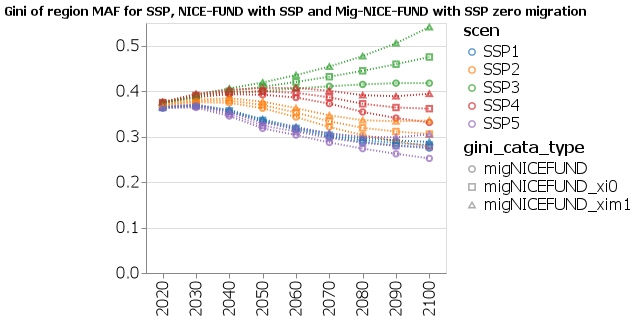 Gini of region MAF for SSP, NICE-FUND with SSP and Mig-NICE-FUND with SSP zero migration
0.5
0.4
0.3
0.2
0.1
0.0
2020 2030 2040 2050 2060 2070 2080 2090 2100
scen
SSP1
SSP2
SSP3
SSP4
SSP5
gini_cata_type
migNICEFUND
migNICEFUND_xi0
migNICEFUND_xim1